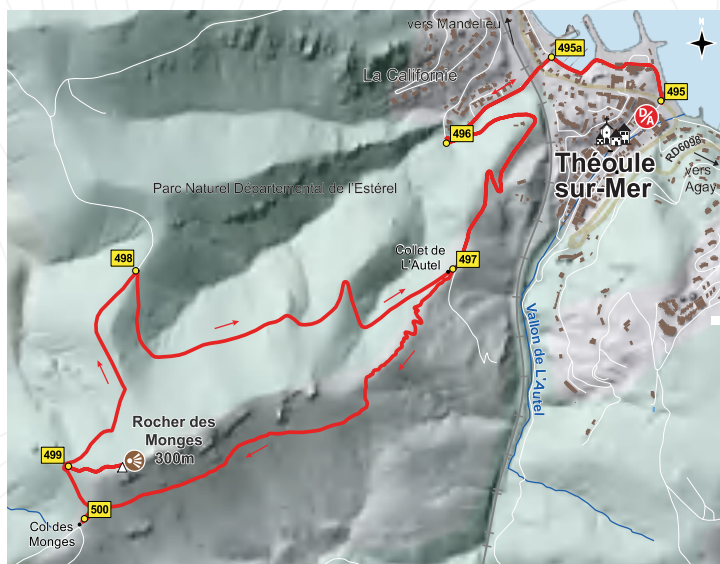 vers Mandelieu
N
495a
La Californie
495
D/A
496
RD6098
Théoule
sur-Mer
vers
Agay
Parc Naturel Départemental de l'Estérel
498
Collet de
L'Autel
497
Vallon de L'Autel
Rocher des
Monges
300m
499
500
Col des
Monges